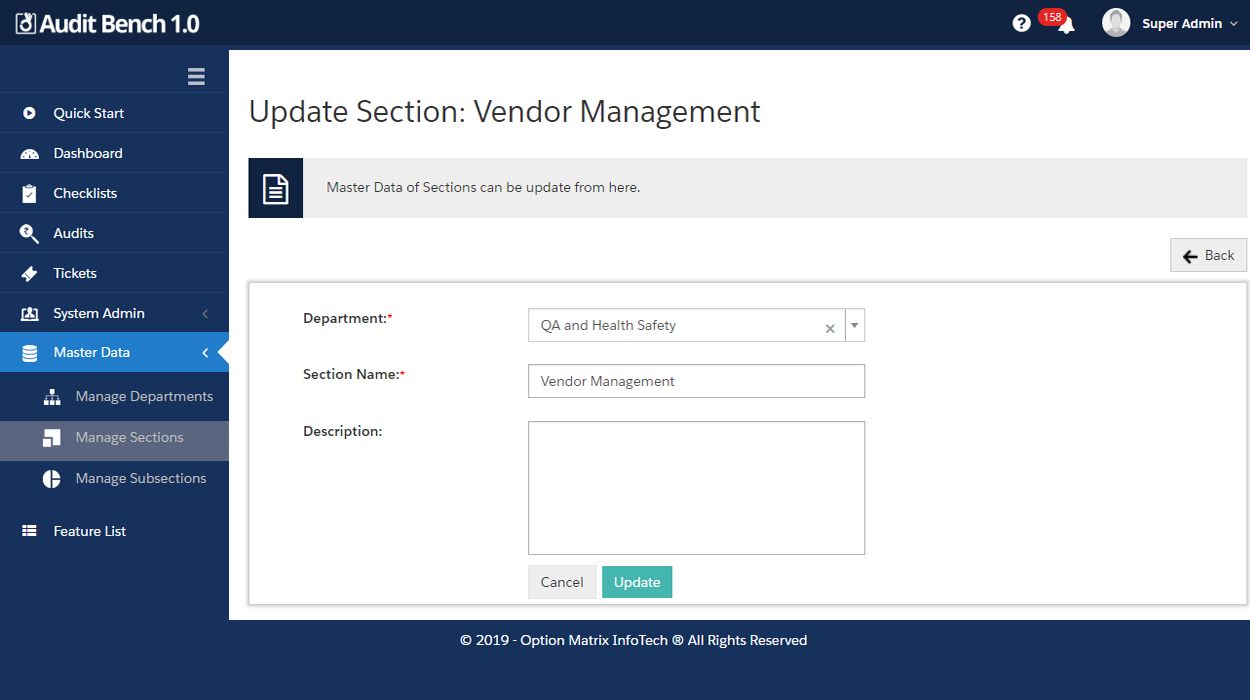 Audit Bench 1.0
158
Super Admin
Quick Start
Dashboard
Checklists
Audits
Tickets
System Admin
Master Data
Manage Departments
Manage Sections
Manage Subsections
Feature List
Update Section: Vendor Management
Master Data of Sections can be update from here.
Back
Department:*
QA and Health Safety
Section Name:*
Vendor Management
Description:
Cancel
Update
© 2019 - Option Matrix InfoTech ® All Rights Reserved